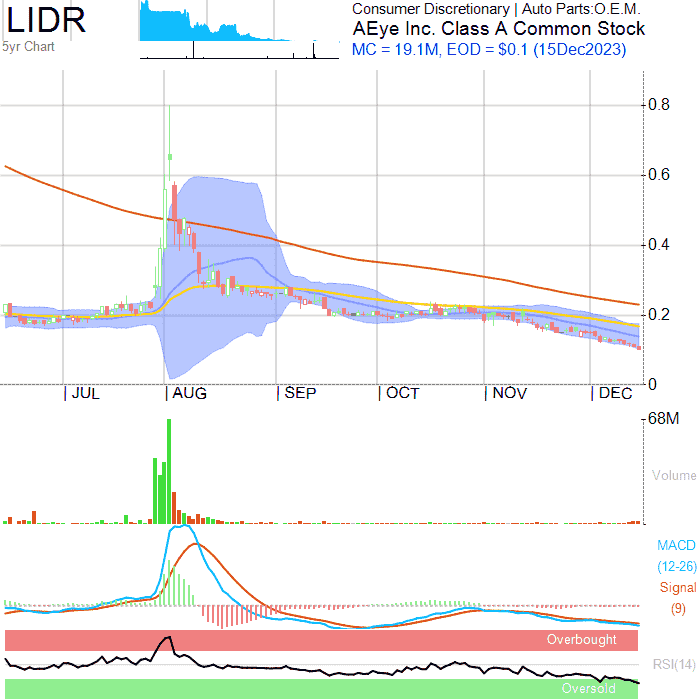 LIDR
5yr Chart
Consumer Discretionary | Auto Parts:O.E.M.
AEye Inc. Class A Common Stock
MC = 19.1M, EOD = $0.1 (15Dec2023)
0.8
0.6
0.4
0.2
0
| JUL | AUG | SEP | OCT | NOV | DEC
68M
Volume
MACD
(12-26)
Signal
(9)
Overbought
RSI(14)
Oversold